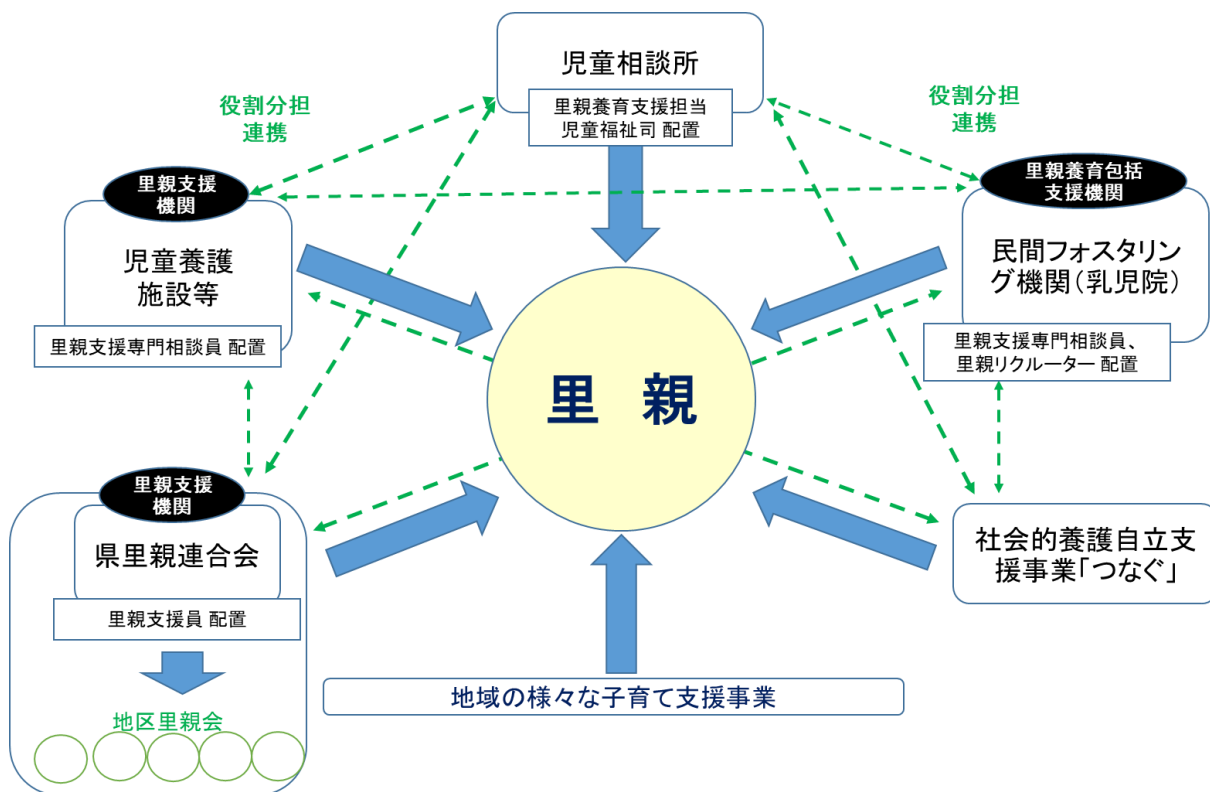 児童相談所
里親養育支援担当
児童福祉司 配置
役割分担
連携
役割分担
連携
里親支援
機関
児童養護
施設等
里親支援専門相談員 配置
里親養育包括
支援機関
民間フォスタリン
グ機関(乳児院)
里親支援専門相談員、
里親リクルーター 配置
里 親
里親支援
機関
県里親連合会
里親支援員 配置
地区里親会
社会的養護自立支
援事業「つなぐ」
地域の様々な子育て支援事業